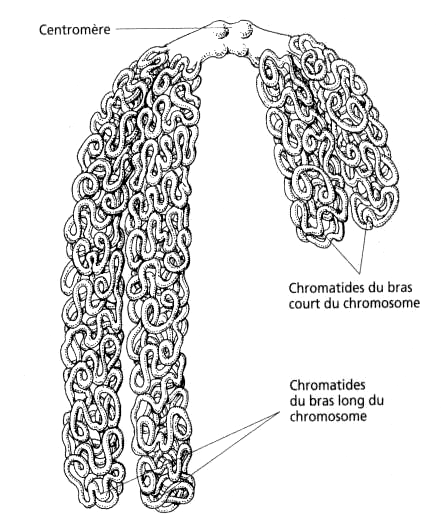 Centromère
Chromatides du bras
court du chromosome
Chromatides
du bras long du
chromosome